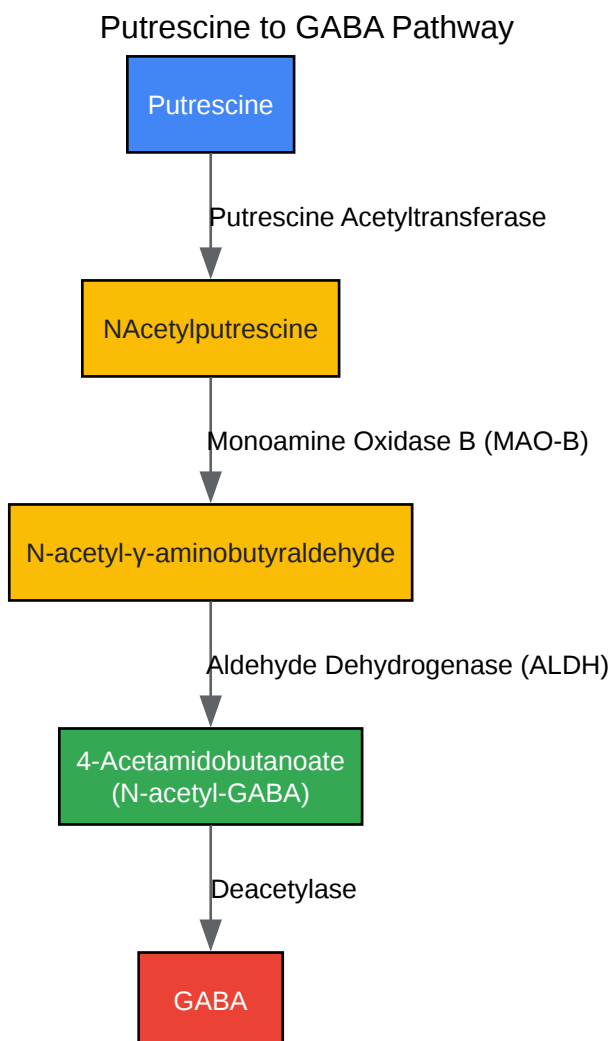 Putrescine to GABA Pathway
Putrescine
Putrescine Acetyltransferase
NAcetylputrescine
Monoamine Oxidase B (MAO-B)
N-acetyl-γ-aminobutyraldehyde
Aldehyde Dehydrogenase (ALDH)
4-Acetamidobutanoate
(N-acetyl-GABA)
Deacetylase
GABA